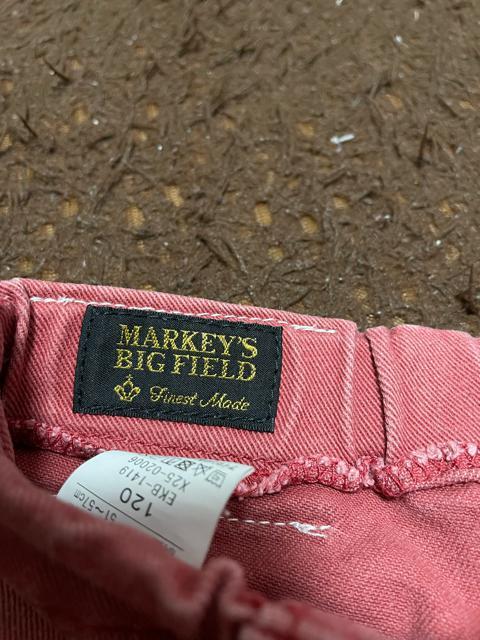 MARKEY'S
BIG FIELD
Finest Made
51~57cm
120
EKB-1419
X25-02006